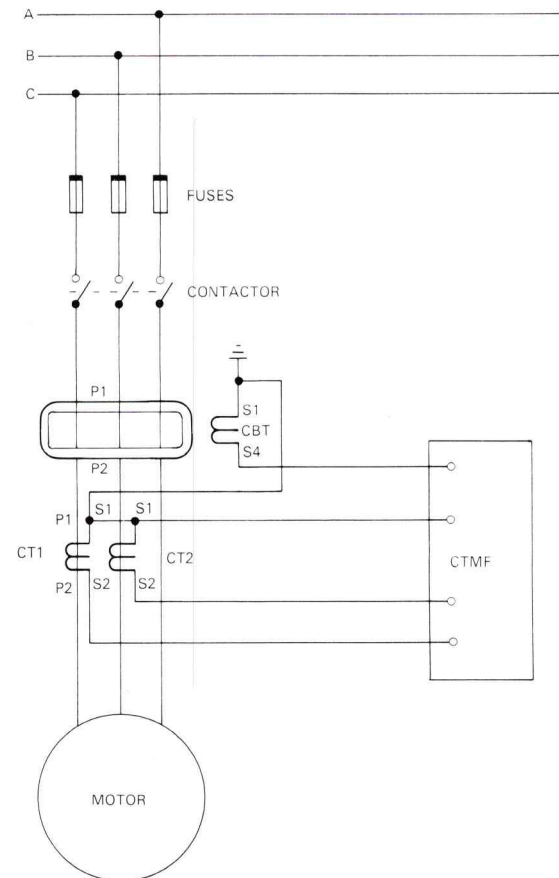 A
B
C
FUSES
CONTACTOR
P1
S1
CBT
S4
P2
P1 S1 S1
CT1 CT2 CTMF
P2 S2 S2
MOTOR